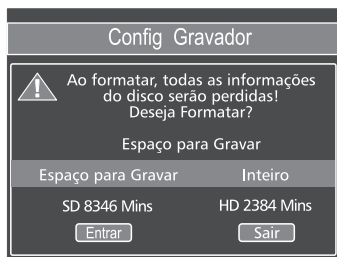 Config Gravador
Ao formatar, todas as informações
do disco serão perdidas!
Deseja Formatar?
Espaço para Gravar
Espaço para Gravar Inteiro
SD 8346 Mins HD 2384 Mins
Entrar Sair